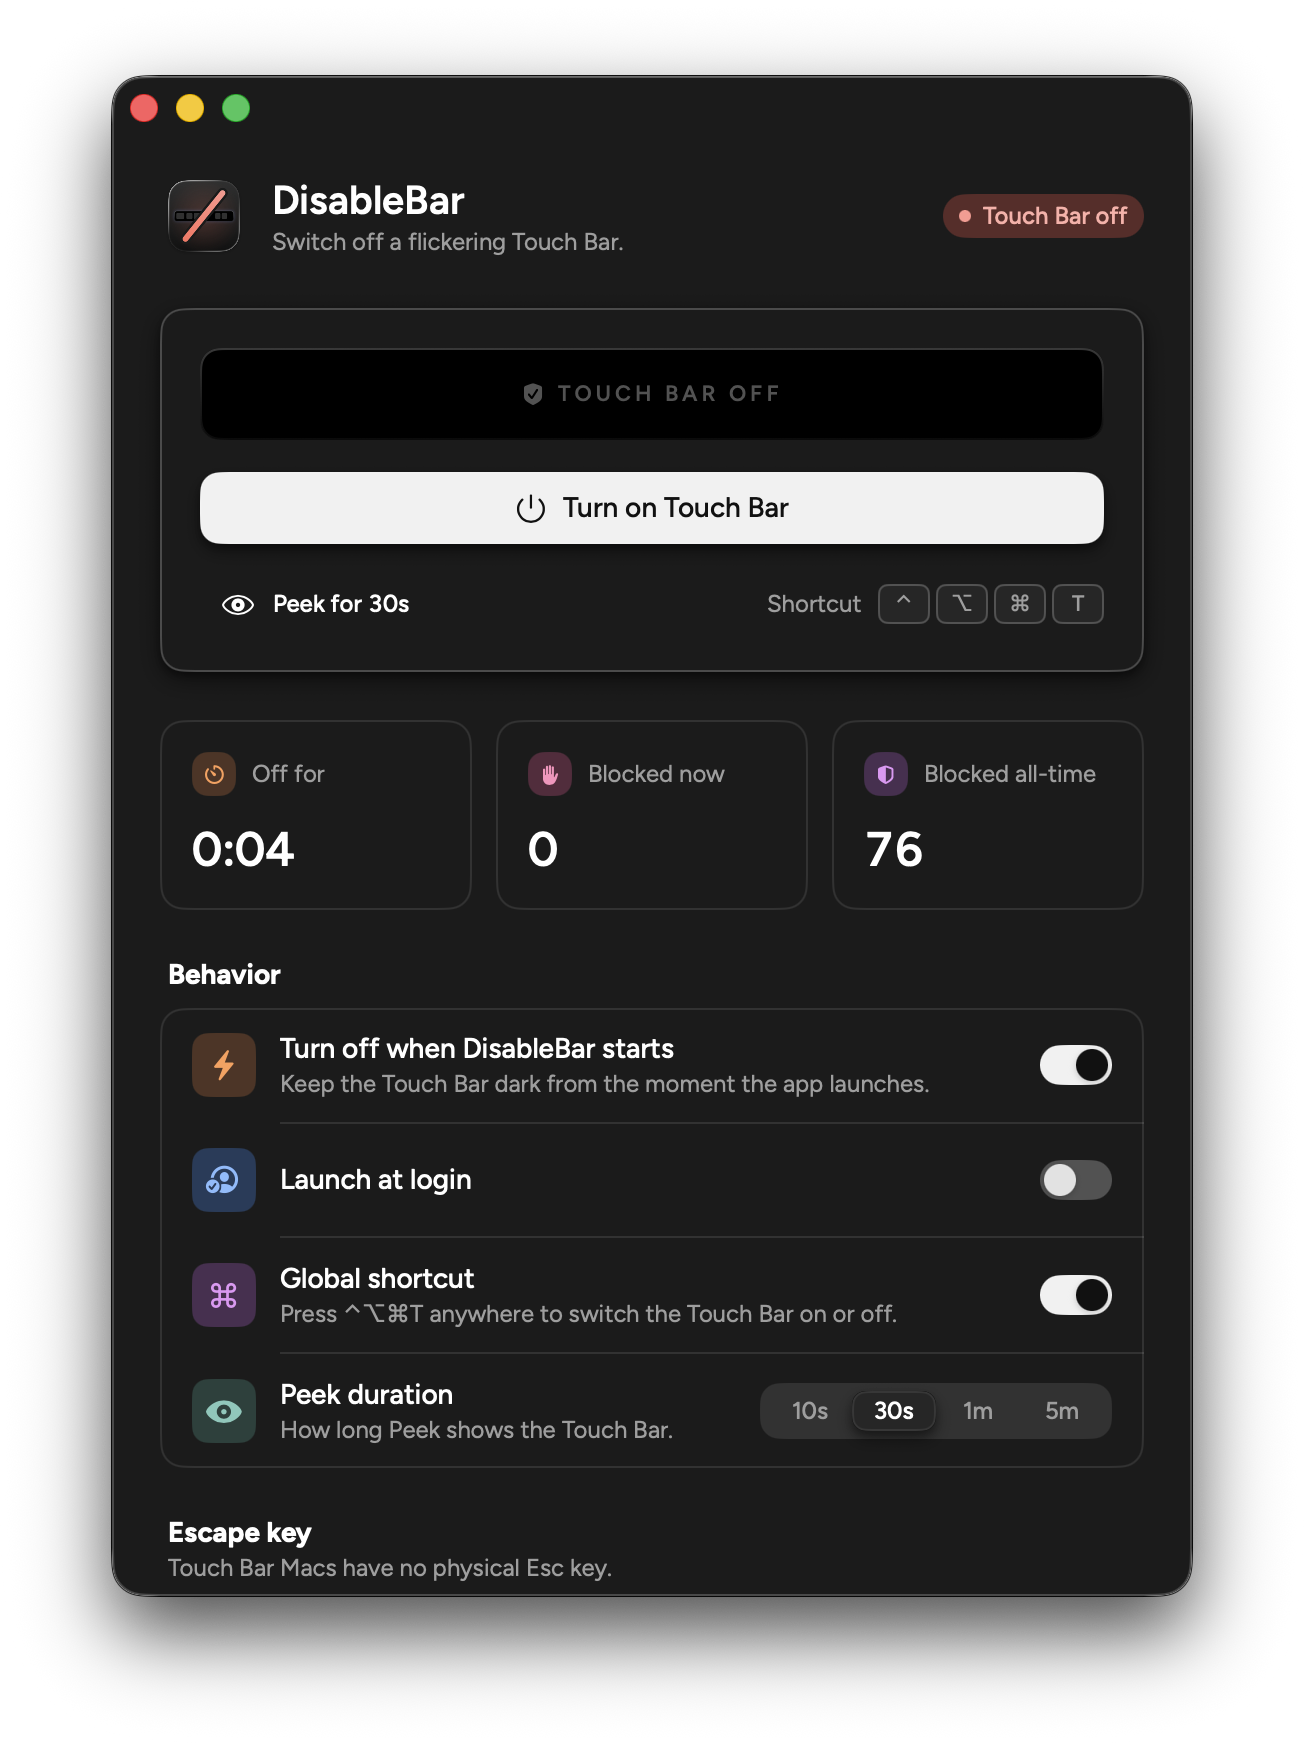 DisableBar
Switch off a flickering Touch Bar.
Touch Bar off
TOUCH BAR OFF
Turn on Touch Bar
Peek for 30s
Shortcut ⌃ ⌥ ⌘ T
Off for
0:04
Blocked now
0
Blocked all-time
76
Behavior
Turn off when DisableBar starts
Keep the Touch Bar dark from the moment the app launches.
Launch at login
Global shortcut
Press ⌃⌥⌘T anywhere to switch the Touch Bar on or off.
Peek duration
How long Peek shows the Touch Bar.
10s 30s 1m 5m
Escape key
Touch Bar Macs have no physical Esc key.